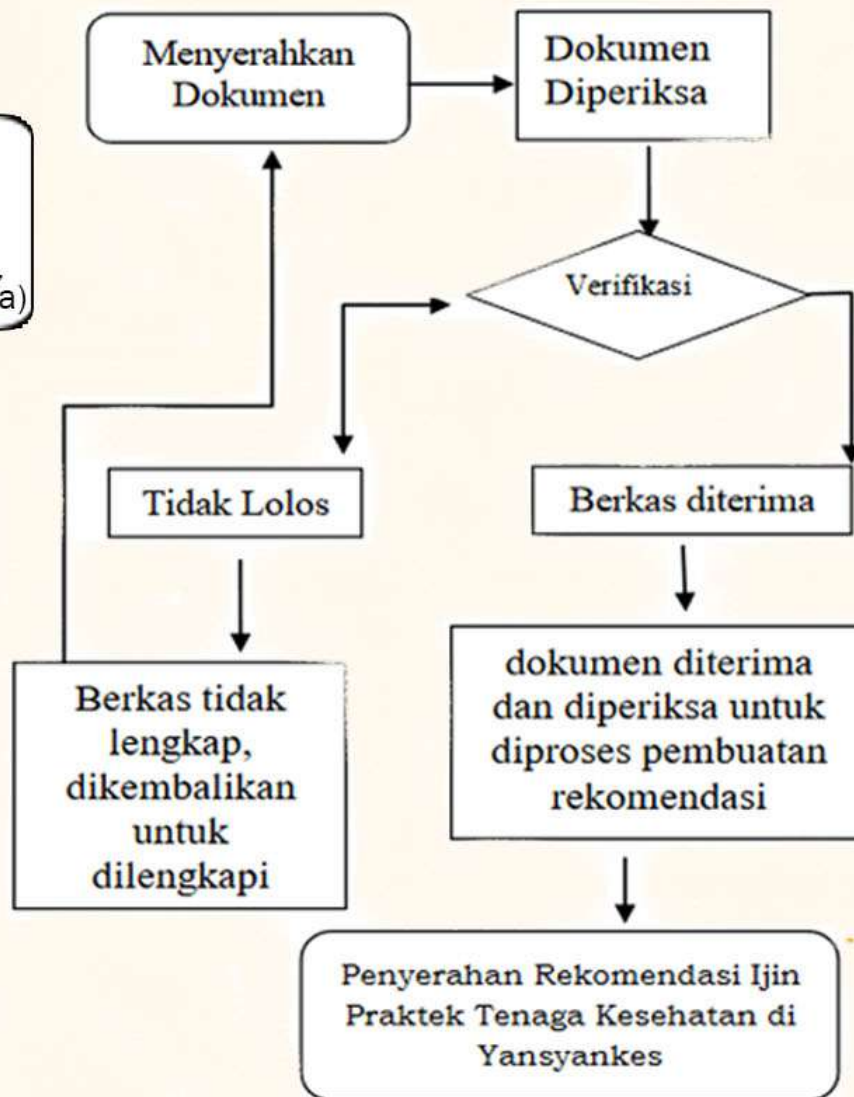 Menyerahkan
Dokumen
Dokumen
Diperiksa
a)
Verifikasi
Tidak Lolos
Berkas diterima
Berkas tidak
lengkap,
dikembalikan
untuk
dilengkapi
dokumen diterima
dan diperiksa untuk
diproses pembuatan
rekomendasi
Penyerahan Rekomendasi Ijin
Praktek Tenaga Kesehatan di
Yansyankes